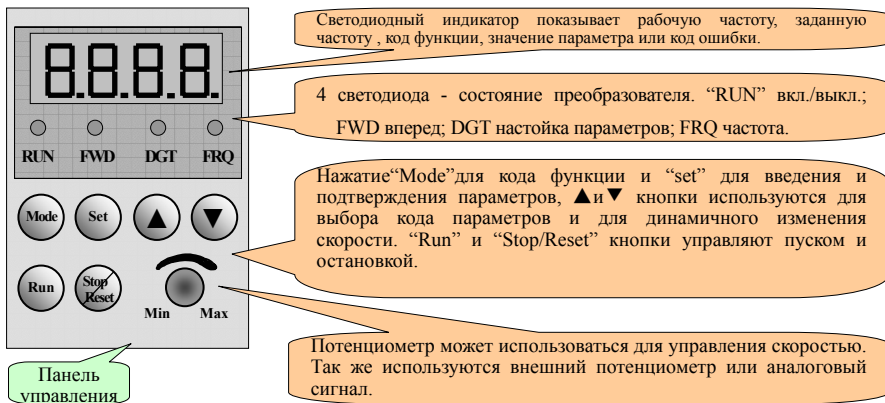 Светодиодный индикатор показывает рабочую частоту, заданную
частоту , код функции, значение параметра или код ошибки.
8.8.8.8.
4 светодиода - состояние преобразователя. “RUN” вкл./выкл.;
FWD вперед; DGT настойка параметров; FRQ частота.
RUN FWD DGT FRQ
Нажатие“Mode”для кода функции и “set” для введения и
подтверждения параметров, ▲и▼ кнопки используются для
выбора кода параметров и для динамичного изменения
скорости. “Run” и “Stop/Reset” кнопки управляют пуском и
остановкой.
Mode Set ▲ ▼
Run Stop
Reset
Min Max
Потенциометр может использоваться для управления скоростью.
Так же используются внешний потенциометр или аналоговый
сигнал.
Панель
управления